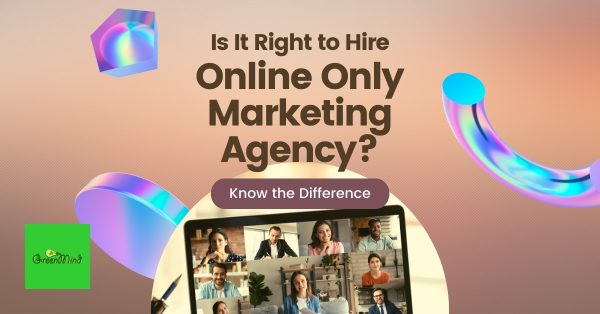 Is It Right to Hire
Online Only
Marketing
Agency?
Know the Difference
GreenMind